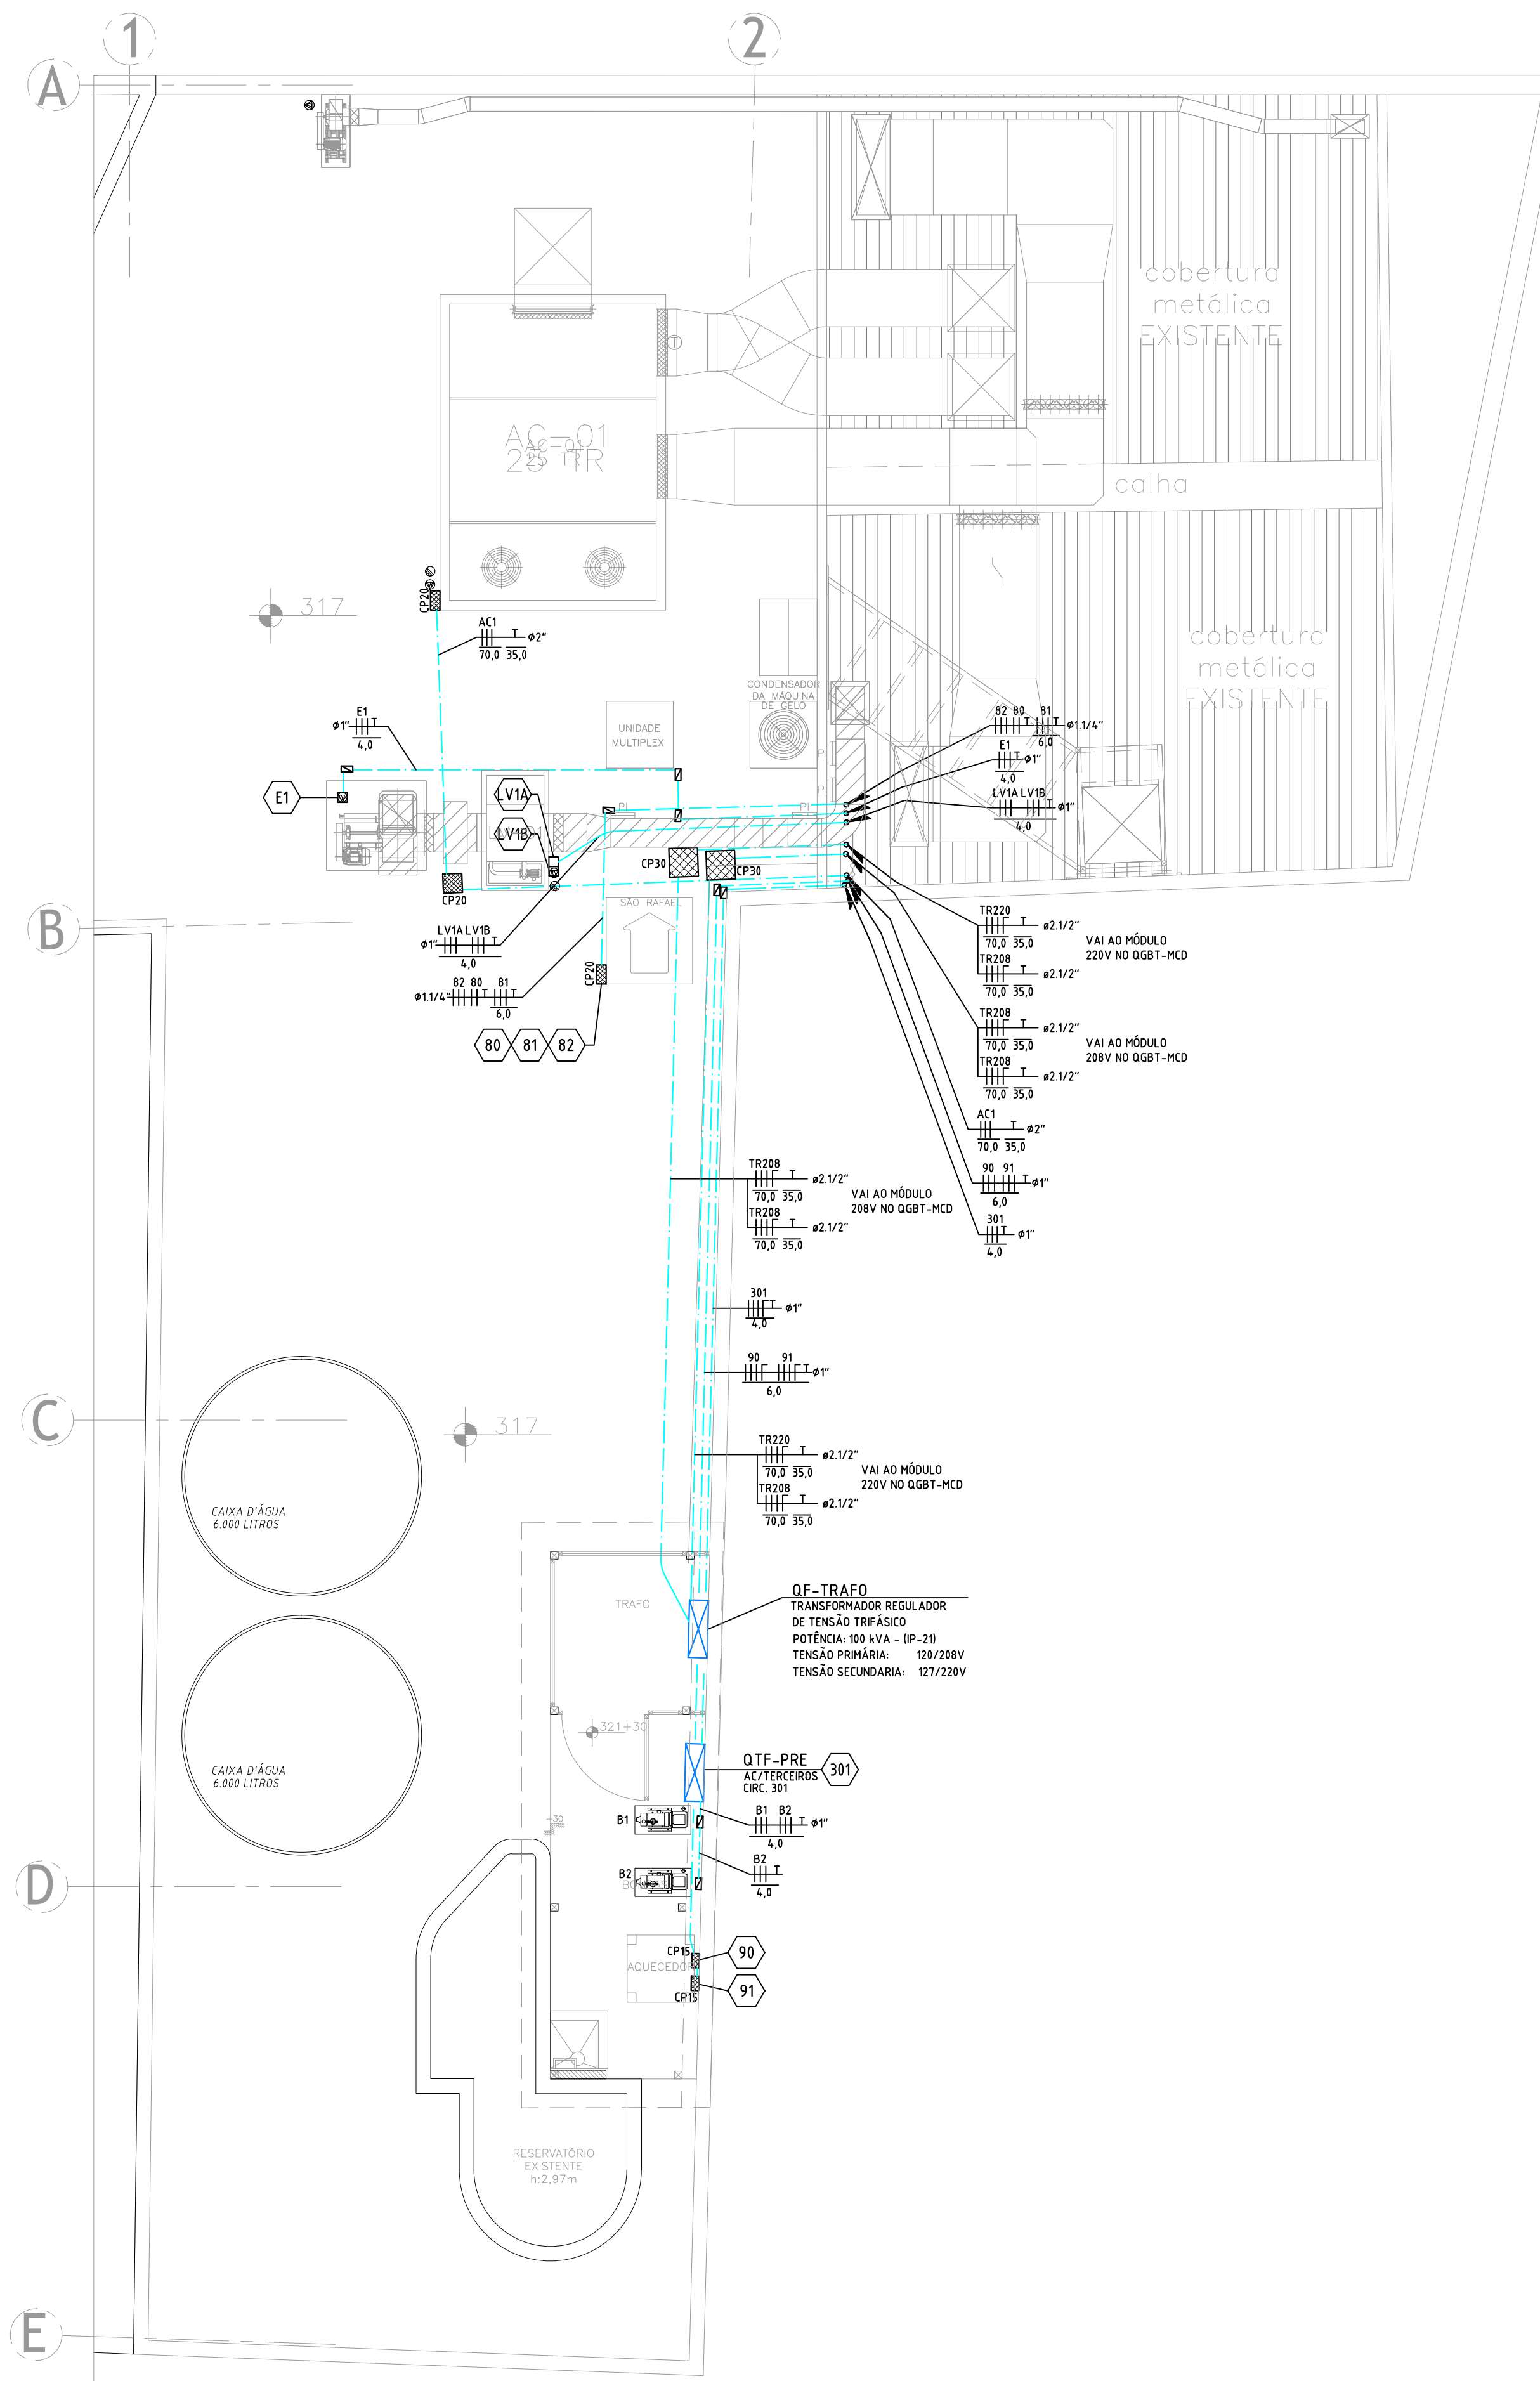 1
2
A
cobertura
metálica
EXISTENTE
AC-01
25 TR
AC-01
25 TR
T
calha
CP20
317
AC1
T
ø2"
70,0 35,0
cobertura
metálica
EXISTENTE
CONDENSADOR
DA MÁQUINA
DE GELO
UNIDADE
MULTIPLEX
E1
T
ø1"
4,0
82 80 81
T T
ø1.1/4"
6,0
E1
T
ø1"
4,0
LV1A LV1B
T
ø1"
4,0
PI
PI
PI
PI
E1
LV1A
LV1B
CP30
CP30
CP20
SÃO RAFAEL
B
LV1A LV1B
T
ø1"
4,0
82 80 81
T T
ø1.1/4"
6,0
CP20
80
81
82
TR220
T
ø2.1/2"
70,0 35,0
TR208
T
ø2.1/2"
70,0 35,0
VAI AO MÓDULO
220V NO QGBT-MCD
TR208
T
ø2.1/2"
70,0 35,0
TR208
T
ø2.1/2"
70,0 35,0
VAI AO MÓDULO
208V NO QGBT-MCD
AC1
T
ø2"
70,0 35,0
90 91
T
ø1"
6,0
301
T
ø1"
4,0
TR208
T
ø2.1/2"
70,0 35,0
TR208
T
ø2.1/2"
70,0 35,0
VAI AO MÓDULO
208V NO QGBT-MCD
301
T
ø1"
4,0
90 91
T
ø1"
6,0
C
317
TR220
T
ø2.1/2"
70,0 35,0
TR208
T
ø2.1/2"
70,0 35,0
VAI AO MÓDULO
220V NO QGBT-MCD
CAIXA D'ÁGUA
6.000 LITROS
TRAFO
QF-TRAFO
TRANSFORMADOR REGULADOR
DE TENSÃO TRIFÁSICO
POTÊNCIA: 100 kVA - (IP-21)
TENSÃO PRIMÁRIA: 120/208V
TENSÃO SECUNDARIA: 127/220V
321+30
CAIXA D'ÁGUA
6.000 LITROS
QTF-PRE
AC/TERCEIROS
CIRC. 301
301
+30
B1
B1 B2
T
ø1"
4,0
B2
B2
T
4,0
D
CP15
90
AQUECEDOR
CP15
91
RESERVATÓRIO
EXISTENTE
h:2,97m
E